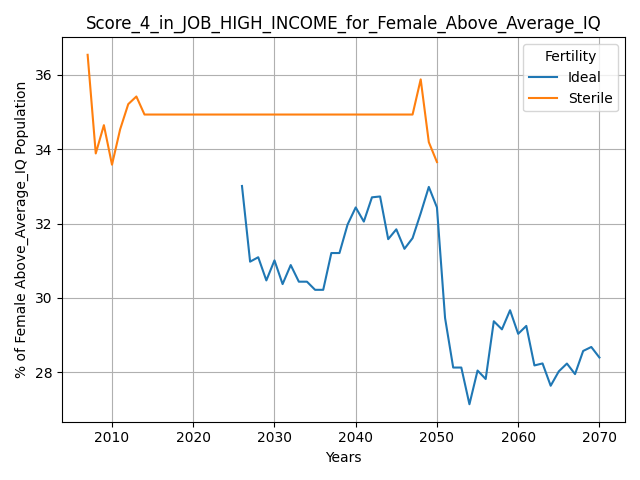 Score_4_in_JOB_HIGH_INCOME_for_Female_Above_Average_IQ
Fertility
Ideal
Sterile
% of Female Above_Average_IQ Population
36
34
32
30
28
2010
2020
2030
2040
2050
2060
2070
Years